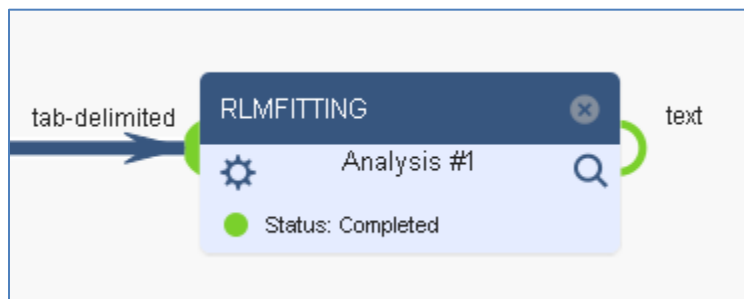 tab-delimited
RLMFITTING
text
Analysis #1
Status: Completed